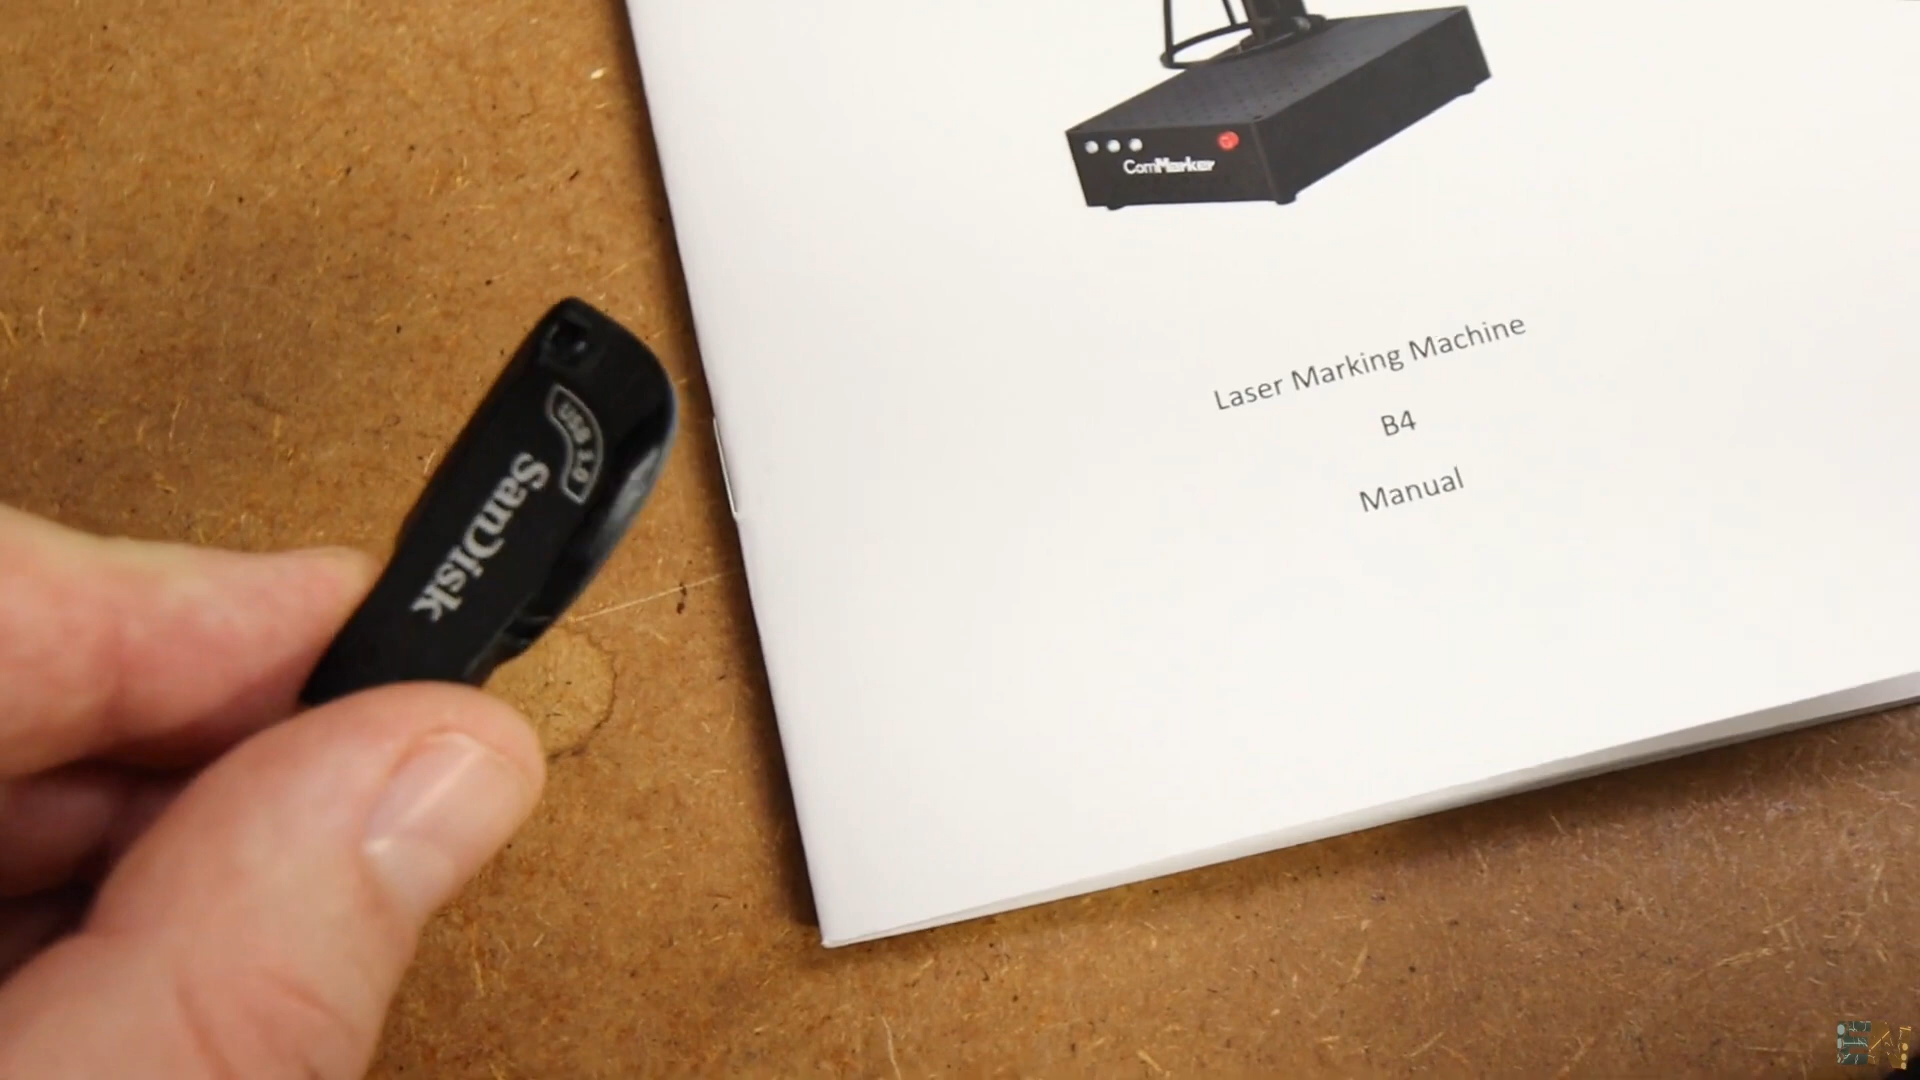 ComMarker
Laser Marking Machine
B4
Manual
USB 3.0
SanDisk